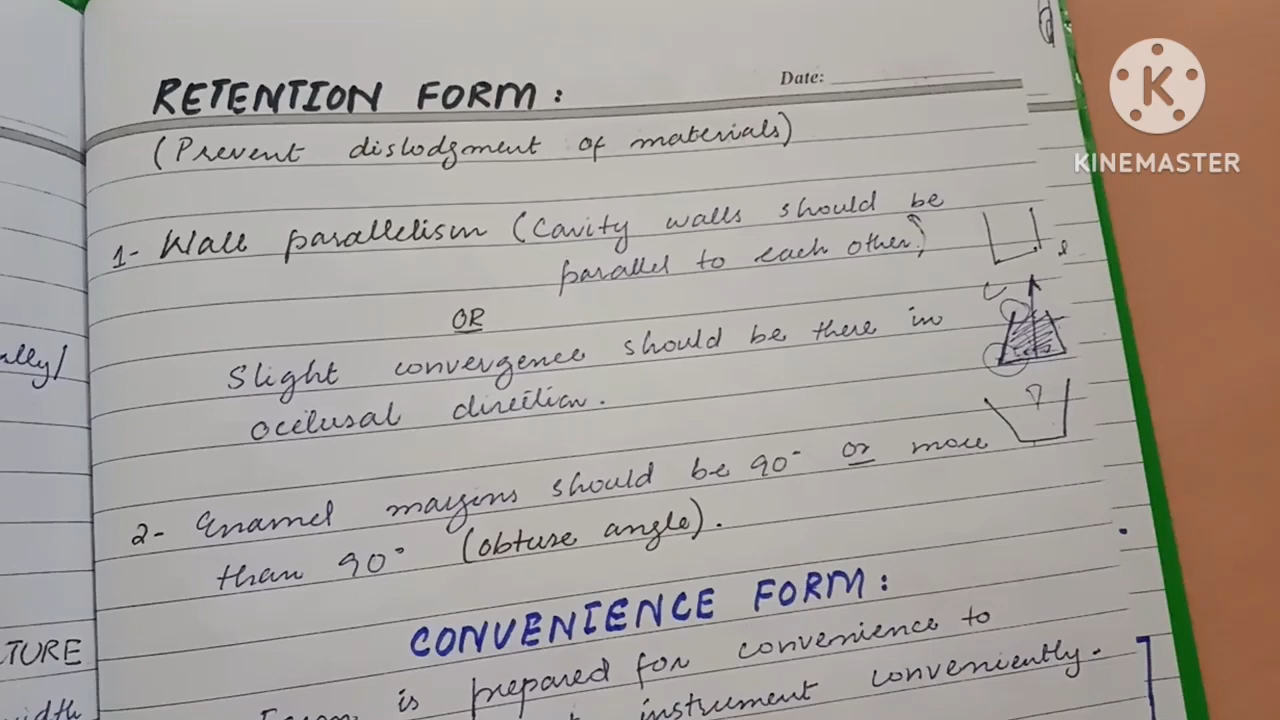 RETENTION FORM :
Date:
(Prevent dislodgment of materials)
1- Wall parallelism (Cavity walls should be
parallel to each other)
OR
Slight convergence should be there in
occlusal direction.
2- Enamel margins should be 90° or more
than 90° (obtuse angle).
CONVENIENCE FORM :
is prepared for convenience to
instrument conveniently.
ally/
TURE
width
KINEMASTER